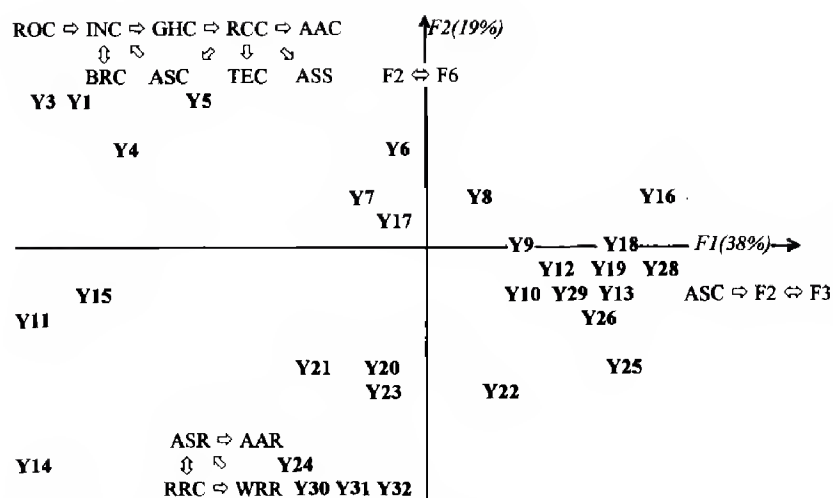 ROC ⇨ INC ⇨ GHC ⇨ RCC ⇨ AAC F2(19%)
BRC ASC TEC ASS F2 ⇔ F6
Y3 Y1 Y5
Y4 Y6
Y7 Y8 Y16
Y17
Y9 Y18 F1(38%)
Y12 Y19 Y28
Y15 Y10 Y29 Y13 ASC ⇨ F2 ⇔ F3
Y11 Y26
Y21 Y20 Y25
Y23 Y22
ASR ⇨ AAR
Y14 Y24
RRC ⇨ WRR Y30 Y31 Y32